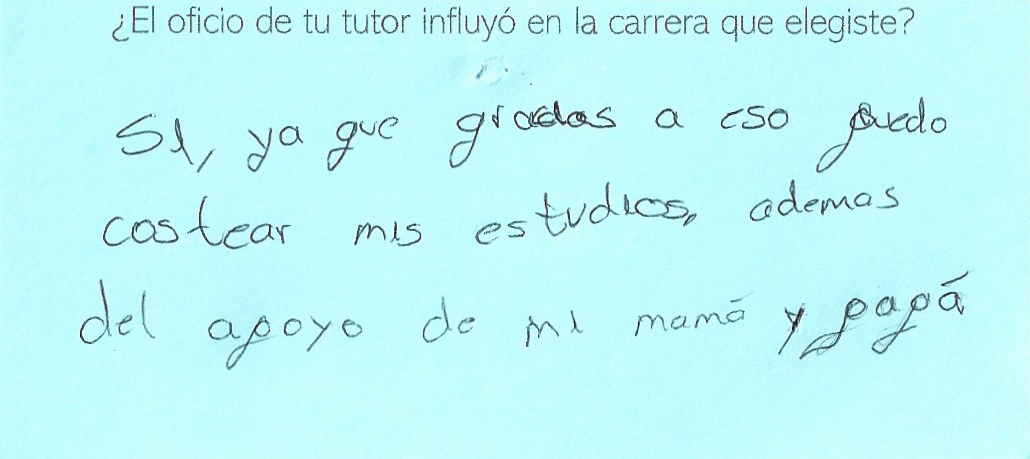 ¿El oficio de tu tutor influyó en la carrera que elegiste?
SI, ya que gracias a eso puedo
costear mis estudios, ademas
del apoyo de mi mamá y papá